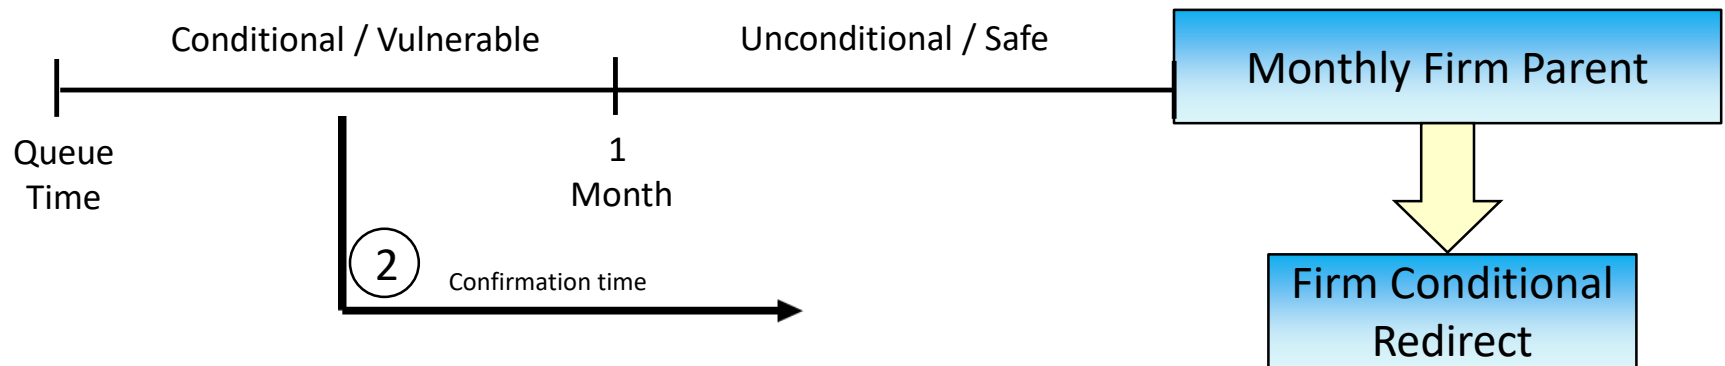 Conditional / Vulnerable
Unconditional / Safe
Monthly Firm Parent
Queue
Time
1
Month
2
Confirmation time
Firm Conditional
Redirect